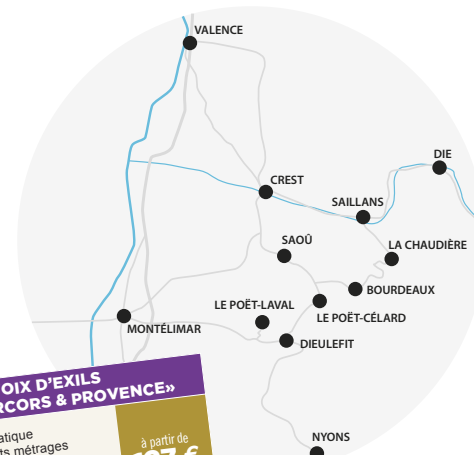 VALENCE
DIE
CREST
SAILLANS
SAOÛ
LA CHAUDIÈRE
BOURDEAUX
LE POËT-LAVAL
LE POËT-CÉLARD
MONTÉLIMAR
DIEULEFIT
OIX D'EXILS
RCORS & PROVENCE»
atique
ts métrages
à partir de
€
NYONS